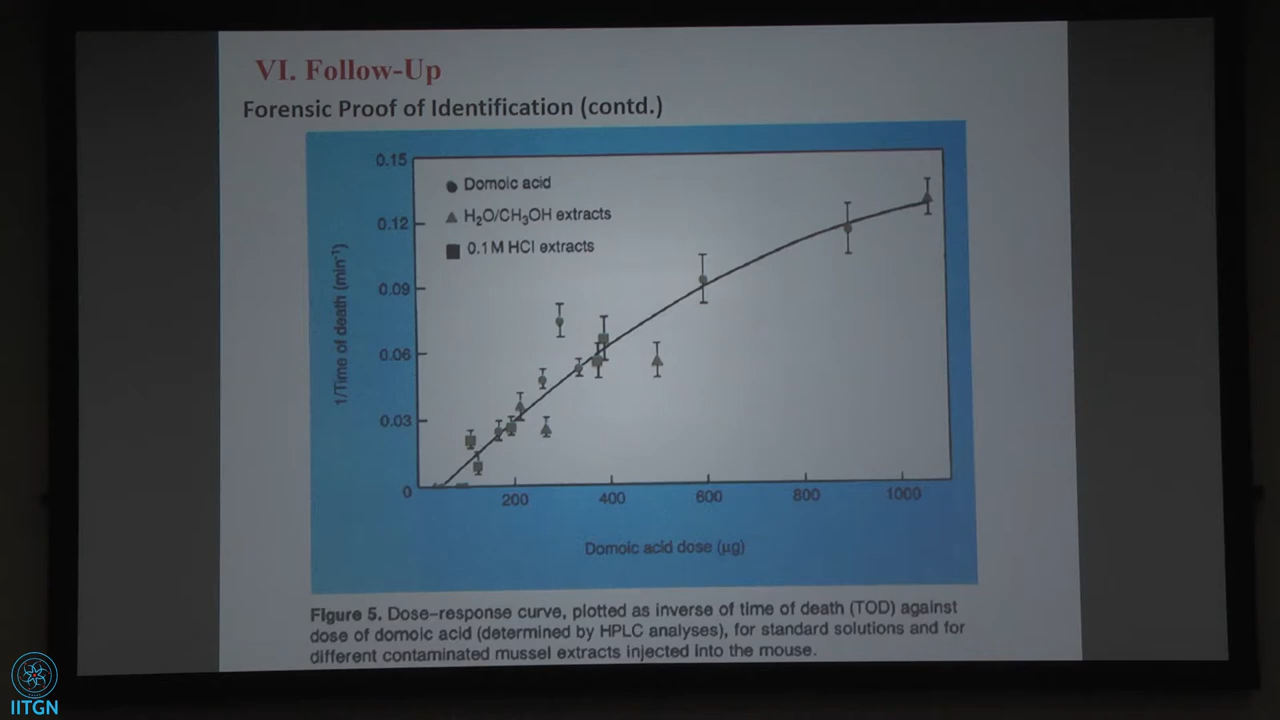 VI. Follow-Up
Forensic Proof of Identification (contd.)
0.15
0.12
0.09
0.06
0.03
0
1/Time of death (min⁻¹)
Domoic acid
H₂O/CH₃OH extracts
0.1 M HCl extracts
200 400 600 800 1000
Domoic acid dose (µg)
Figure 5. Dose–response curve, plotted as inverse of time of death (TOD) against
dose of domoic acid (determined by HPLC analyses), for standard solutions and for
different contaminated mussel extracts injected into the mouse.
IITGN